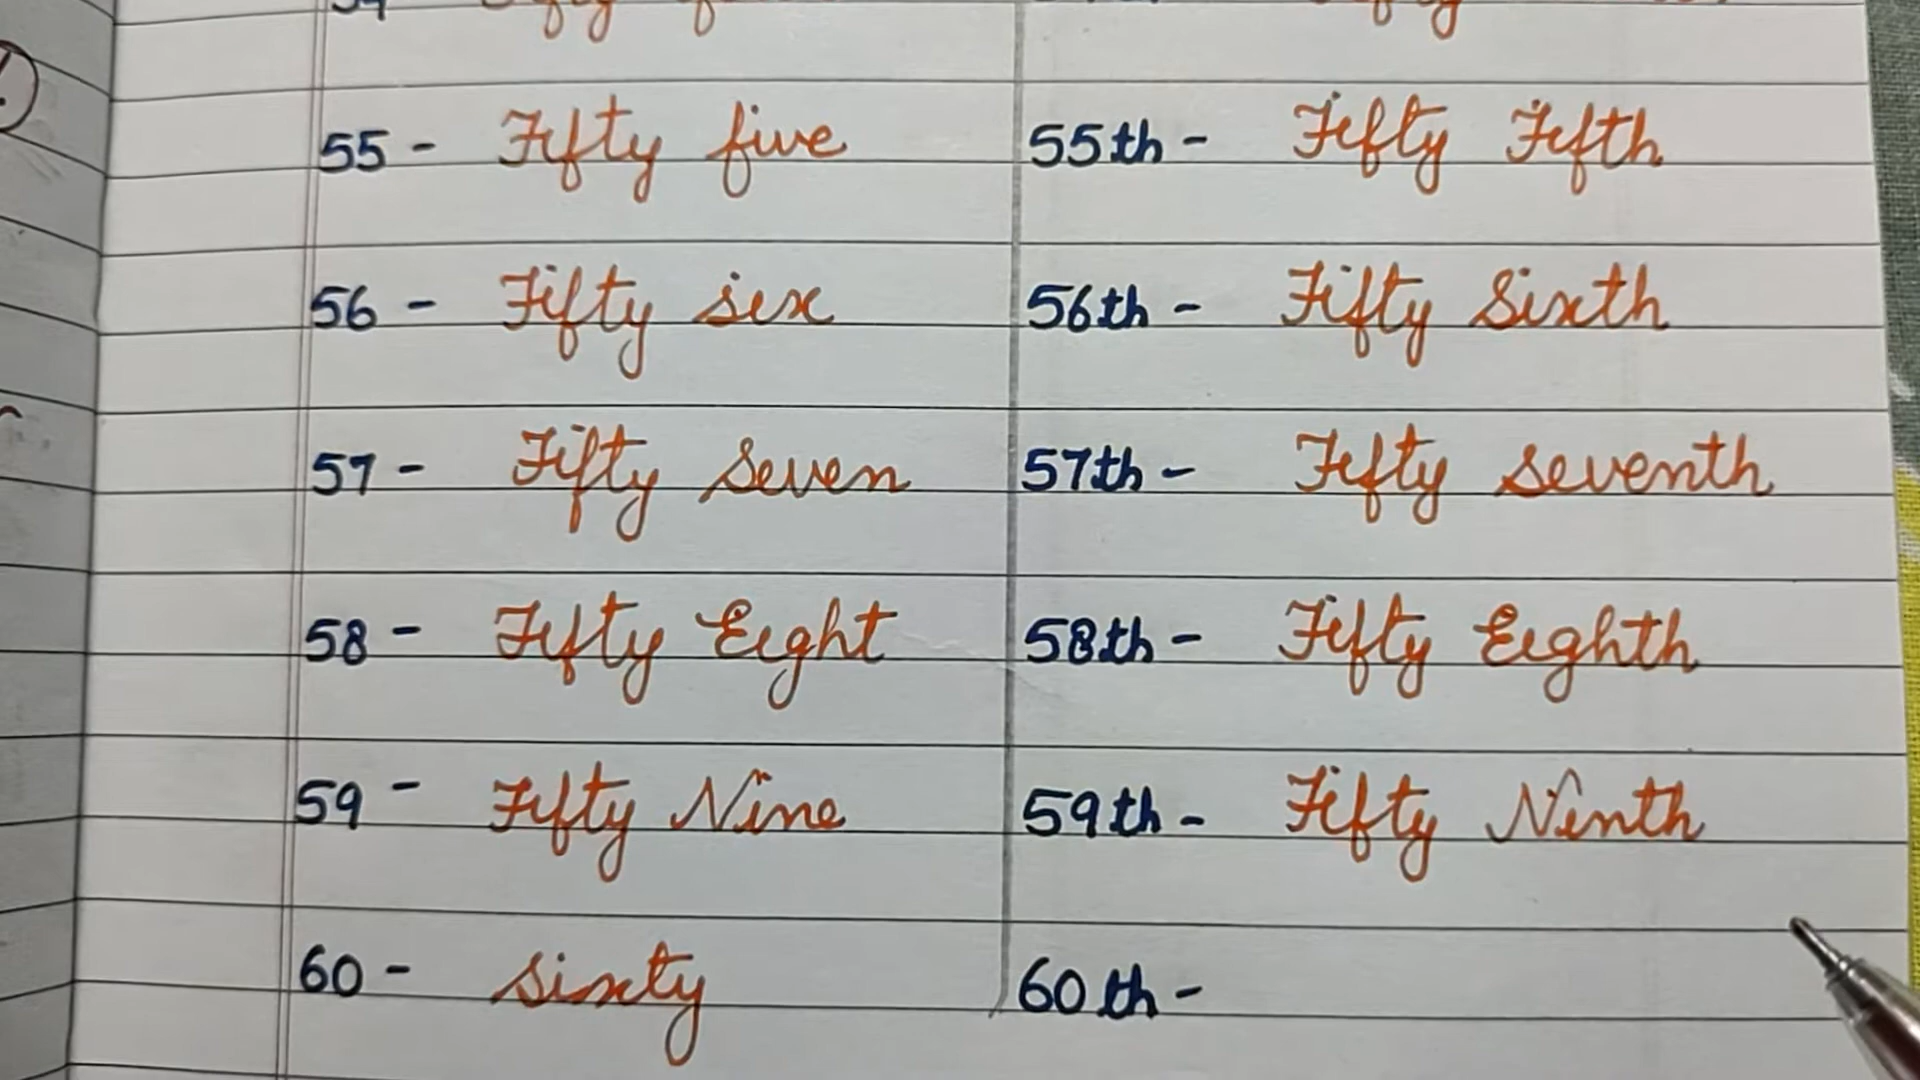 55 - Fifty five 55th - Fifty Fifth
56 - Fifty six 56th - Fifty Sixth
57 - Fifty Seven 57th - Fifty seventh
58 - Fifty Eight 58th - Fifty Eighth
59 - Fifty Nine 59th - Fifty Ninth
60 - Sixty 60th -